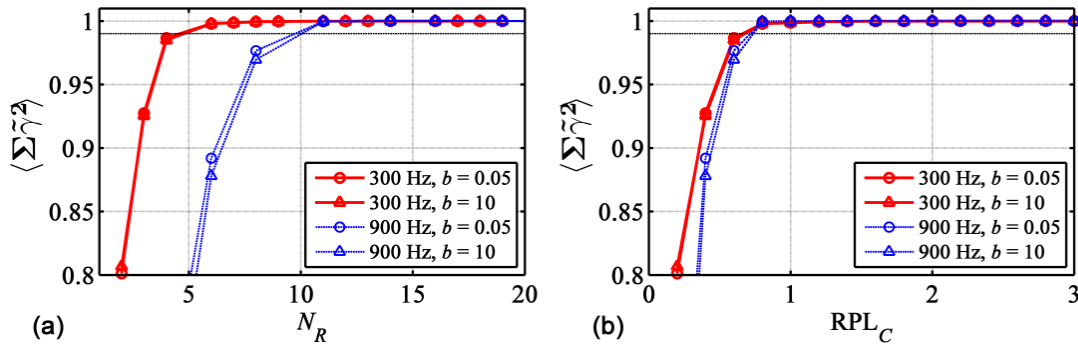 1
0.95
0.9
0.85
0.8
⟨Σγ̃²⟩
300 Hz, b = 0.05
300 Hz, b = 10
900 Hz, b = 0.05
900 Hz, b = 10
5 10 15 20
(a)
N_R
1
0.95
0.9
0.85
0.8
⟨Σγ̃²⟩
300 Hz, b = 0.05
300 Hz, b = 10
900 Hz, b = 0.05
900 Hz, b = 10
0 1 2 3
(b)
RPL_C